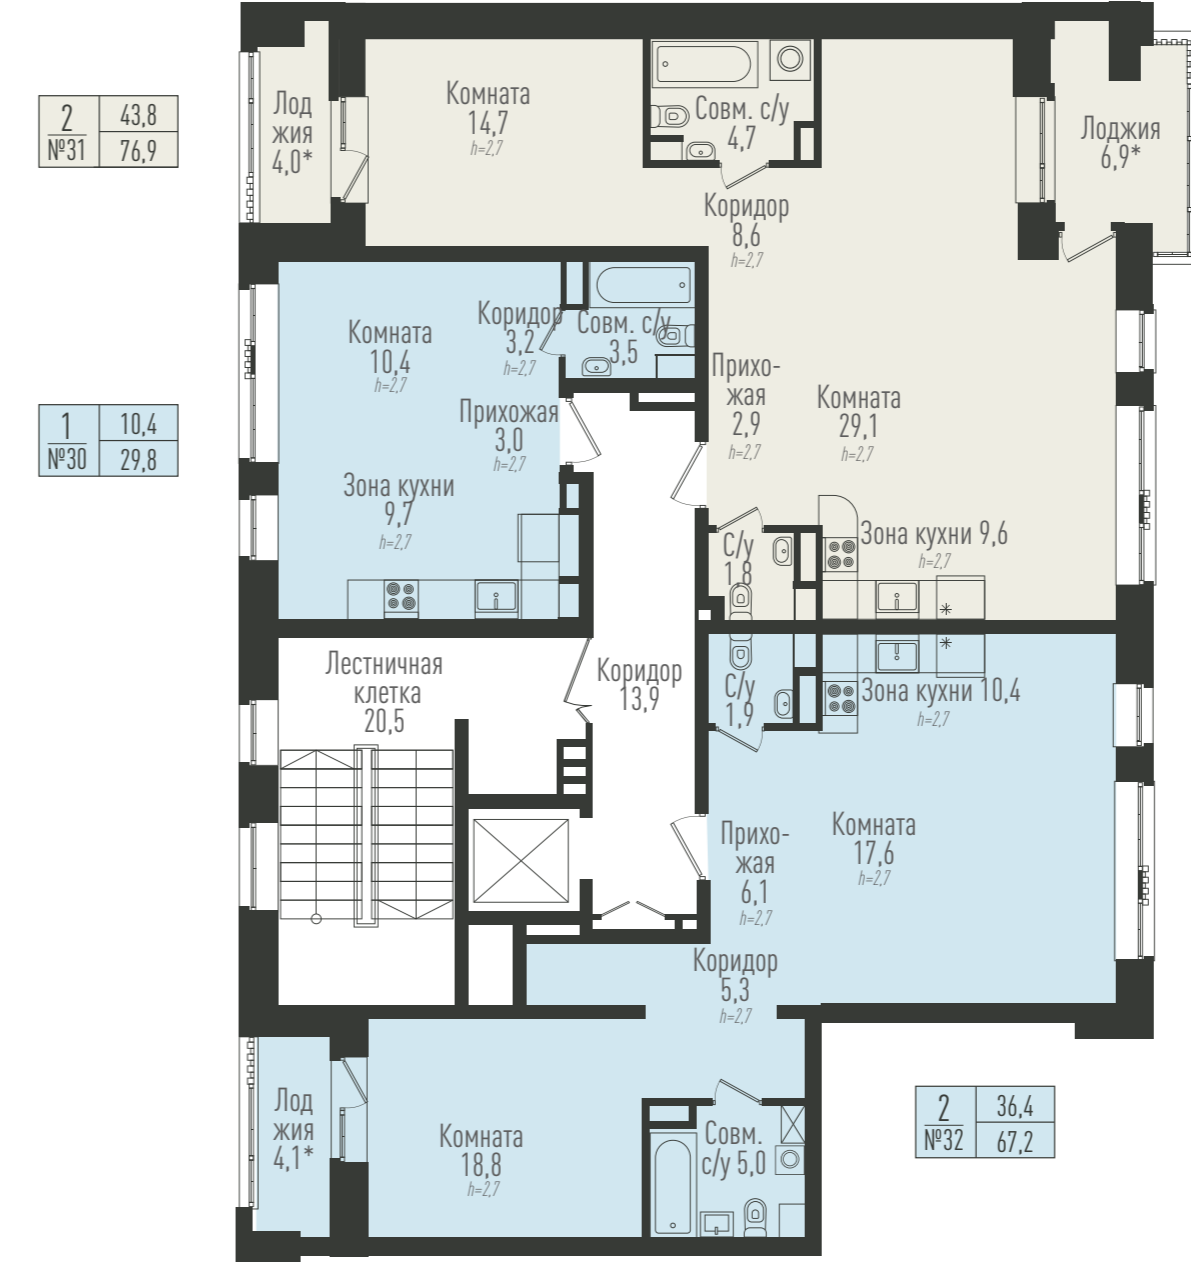 2
№31
43,8
76,9
Лод
жия
4,0*
Комната
14,7
h=2,7
Совм. с/у
4,7
Лоджия
6,9*
Коридор
8,6
h=2,7
1
№30
10,4
29,8
Комната
10,4
h=2,7
Коридор
3,2
h=2,7
Совм. с/у
3,5
Прихожая
3,0
h=2,7
Зона кухни
9,7
h=2,7
Прихо-
жая
2,9
h=2,7
Комната
29,1
h=2,7
С/у
1,8
Зона кухни 9,6
h=2,7
Лестничная
клетка
20,5
Коридор
13,9
С/у
1,9
Зона кухни 10,4
h=2,7
Прихо-
жая
6,1
h=2,7
Комната
17,6
h=2,7
Коридор
5,3
h=2,7
Лод
жия
4,1*
Комната
18,8
h=2,7
Совм.
с/у 5,0
2
№32
36,4
67,2